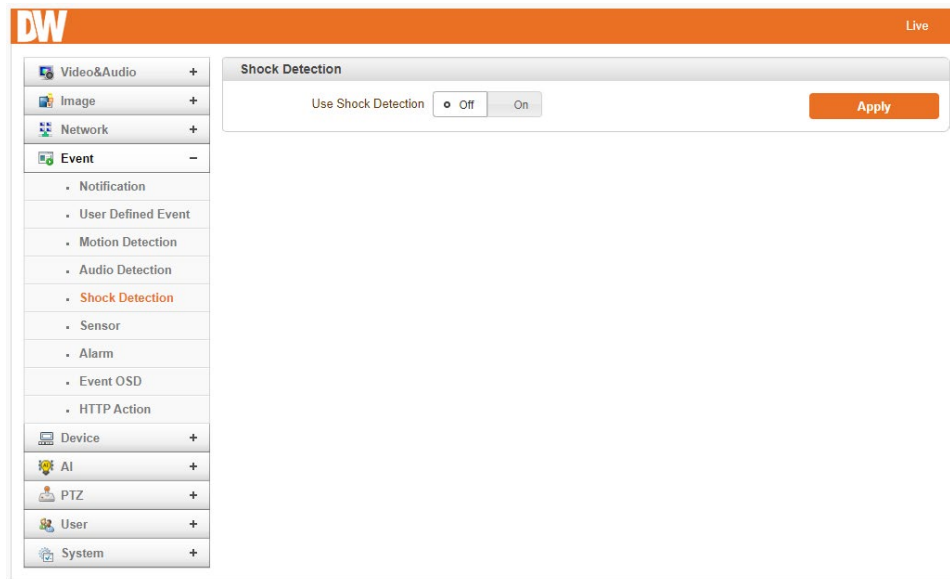 DW
Live
Video&Audio +
Image +
Network +
Event −
Notification
User Defined Event
Motion Detection
Audio Detection
Shock Detection
Sensor
Alarm
Event OSD
HTTP Action
Device +
AI +
PTZ +
User +
System +
Shock Detection
Use Shock Detection Off On
Apply